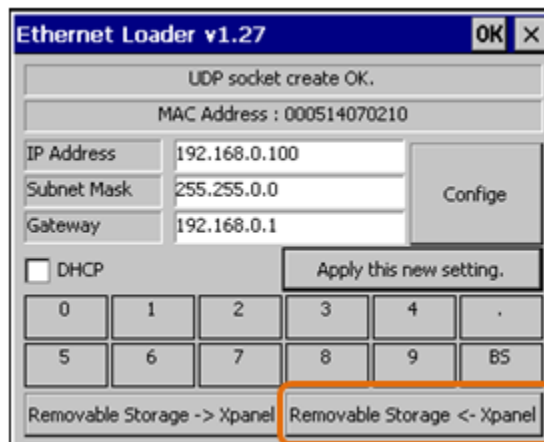 Ethernet Loader v1.27 OK ×
UDP socket create OK.
MAC Address : 000514070210
IP Address 192.168.0.100
Subnet Mask 255.255.0.0 Confige
Gateway 192.168.0.1
DHCP Apply this new setting.
0 1 2 3 4 .
5 6 7 8 9 BS
Removable Storage -> Xpanel Removable Storage <- Xpanel